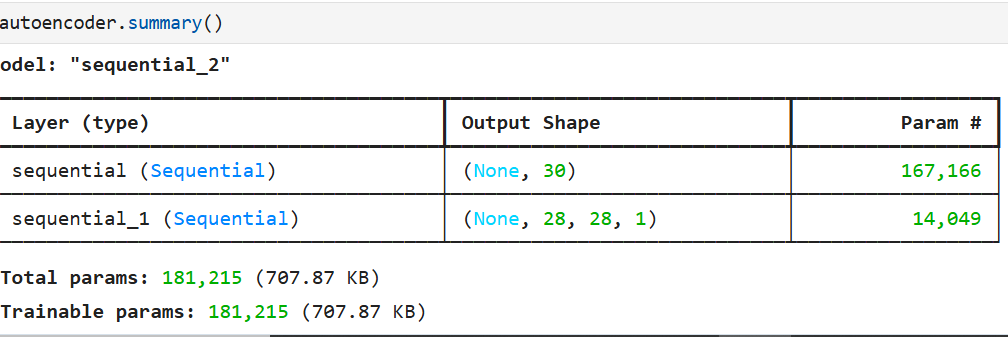 autoencoder.summary()
odel: "sequential_2"
Layer (type) Output Shape Param #
sequential (Sequential) (None, 30) 167,166
sequential_1 (Sequential) (None, 28, 28, 1) 14,049
Total params: 181,215 (707.87 KB)
Trainable params: 181,215 (707.87 KB)